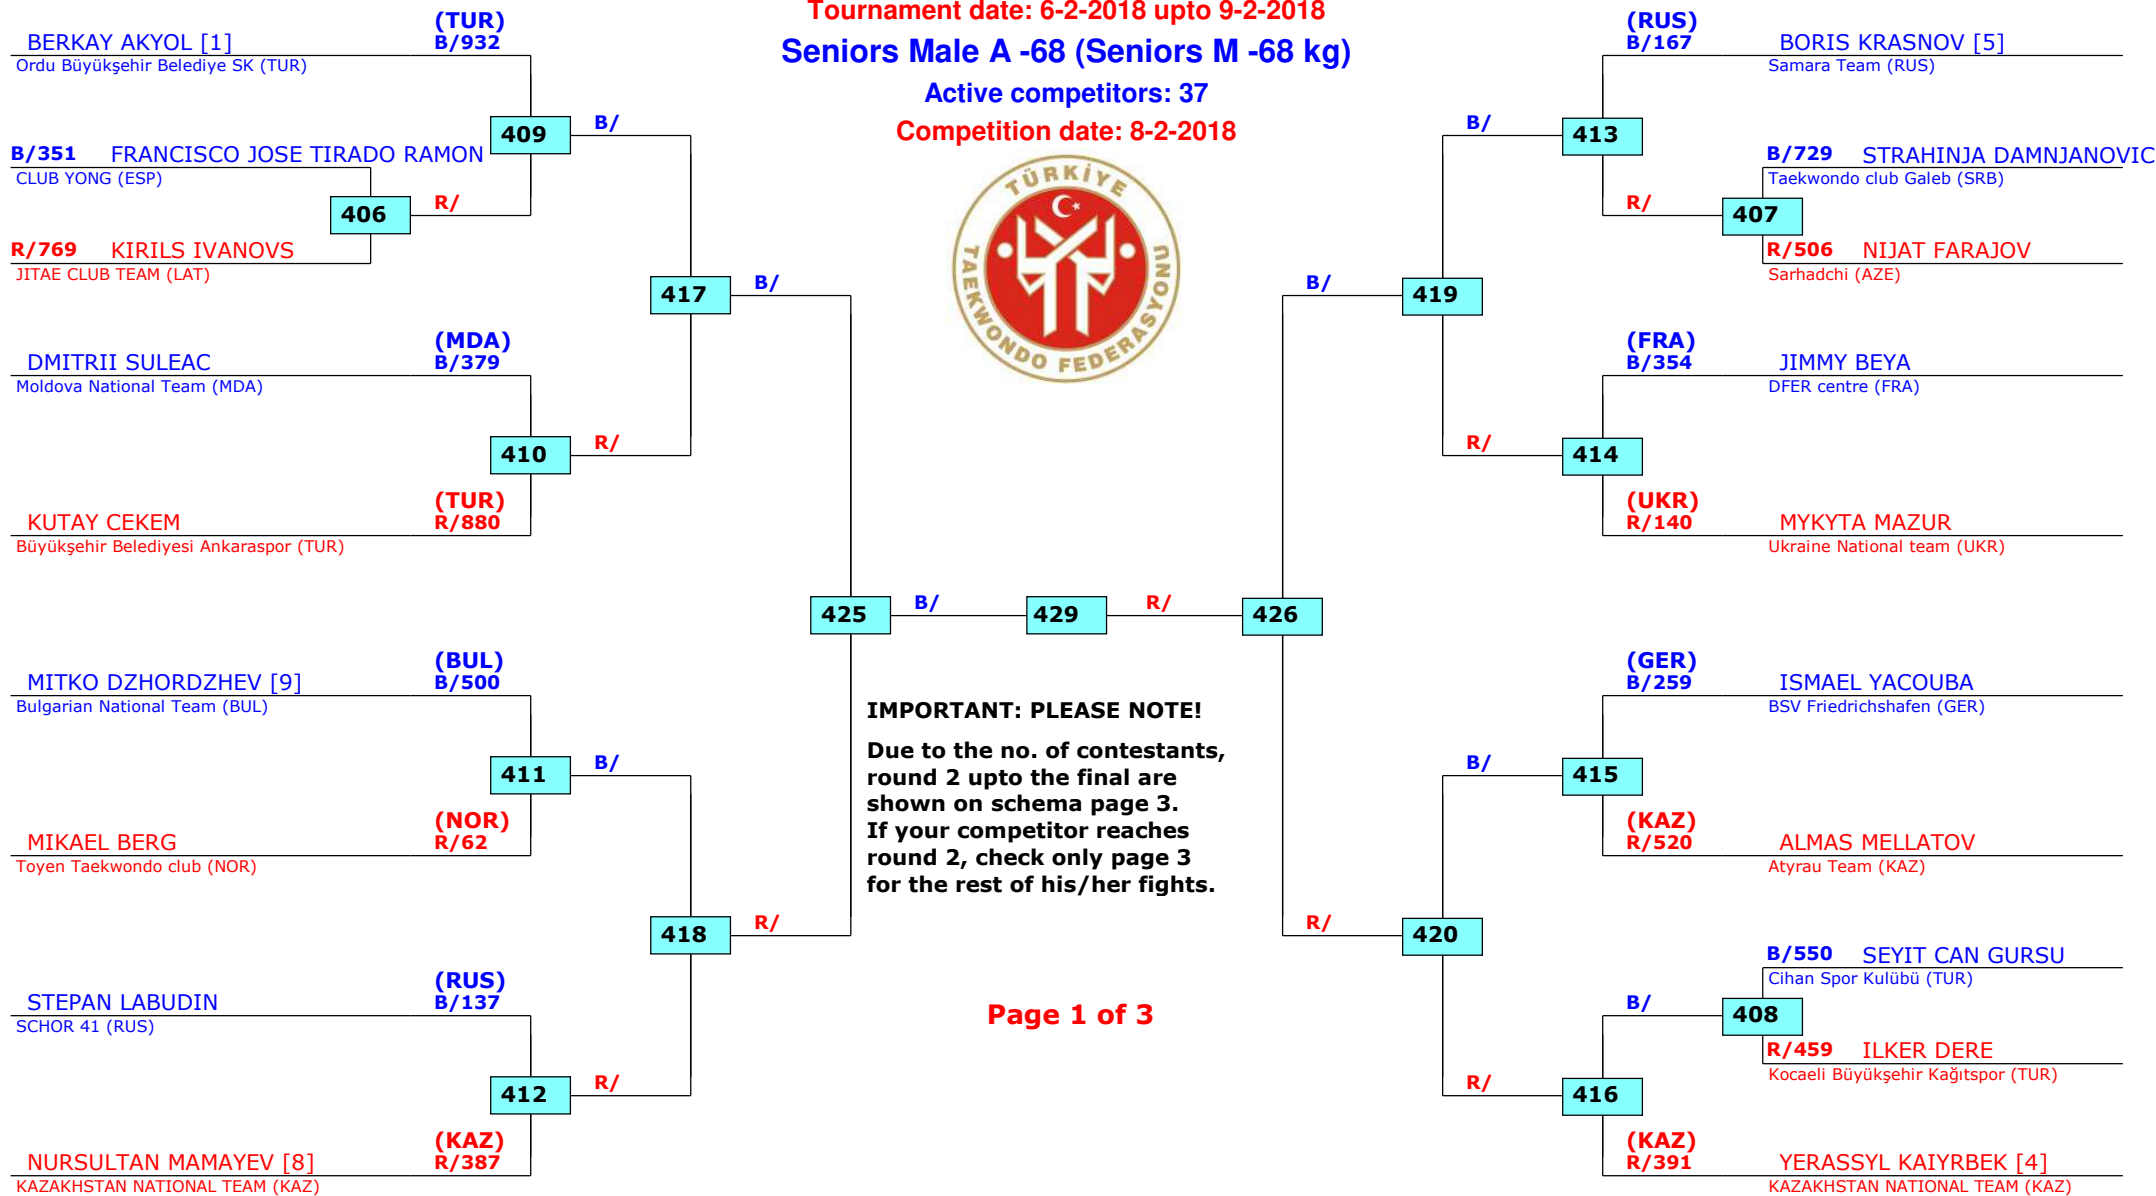 Tournament date: 6-2-2018 upto 9-2-2018
Seniors Male A -68 (Seniors M -68 kg)
Active competitors: 37
Competition date: 8-2-2018
TÜRKİYE
TAEKWONDO FEDERASYONU
(TUR)
BERKAY AKYOL [1] B/932
Ordu Büyükşehir Belediye SK (TUR)
409 B/
B/351 FRANCISCO JOSE TIRADO RAMON
CLUB YONG (ESP)
406 R/
R/769 KIRILS IVANOVS
JITAE CLUB TEAM (LAT)
417 B/
(MDA)
DMITRII SULEAC B/379
Moldova National Team (MDA)
410 R/
(TUR)
KUTAY CEKEM R/880
Büyükşehir Belediyesi Ankaraspor (TUR)
425 B/ 429 R/ 426
(BUL)
MITKO DZHORDZHEV [9] B/500
Bulgarian National Team (BUL)
411 B/
(NOR)
MIKAEL BERG R/62
Toyen Taekwondo club (NOR)
418 R/
(RUS)
STEPAN LABUDIN B/137
SCHOR 41 (RUS)
412 R/
(KAZ)
NURSULTAN MAMAYEV [8] R/387
KAZAKHSTAN NATIONAL TEAM (KAZ)
IMPORTANT: PLEASE NOTE!
Due to the no. of contestants,
round 2 upto the final are
shown on schema page 3.
If your competitor reaches
round 2, check only page 3
for the rest of his/her fights.
Page 1 of 3
(RUS)
B/167 BORIS KRASNOV [5]
Samara Team (RUS)
B/ 413
B/729 STRAHINJA DAMNJANOVIC
Taekwondo club Galeb (SRB)
R/ 407
R/506 NIJAT FARAJOV
Sarhadchi (AZE)
B/ 419
(FRA)
B/354 JIMMY BEYA
DFER centre (FRA)
R/ 414
(UKR)
R/140 MYKYTA MAZUR
Ukraine National team (UKR)
(GER)
B/259 ISMAEL YACOUBA
BSV Friedrichshafen (GER)
B/ 415
(KAZ)
R/520 ALMAS MELLATOV
Atyrau Team (KAZ)
R/ 420
B/550 SEYIT CAN GURSU
Cihan Spor Kulübü (TUR)
B/ 408
R/459 ILKER DERE
Kocaeli Büyükşehir Kağıtspor (TUR)
R/ 416
(KAZ)
R/391 YERASSYL KAIYRBEK [4]
KAZAKHSTAN NATIONAL TEAM (KAZ)